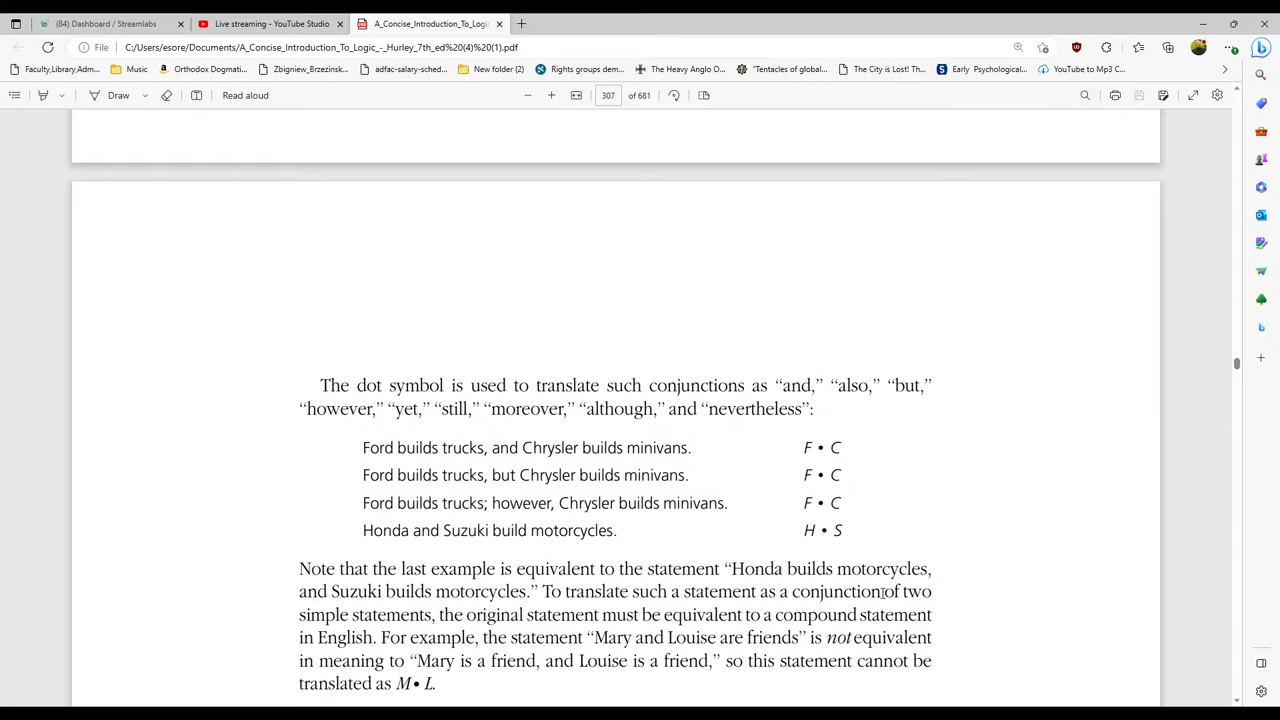 (84) Dashboard / Streamlabs
Live streaming - YouTube Studio
A_Concise_Introduction_To_Logic
File
C:/Users/esore/Documents/A_Concise_Introduction_To_Logic_-_Hurley_7th_ed%20(4)%20(1).pdf
Faculty,Library,Adm...
Music
Orthodox Dogmati...
Zbigniew_Brzezinsk...
adfac-salary-sched...
New folder (2)
Rights groups dem...
The Heavy Anglo O...
"Tentacles of global...
The City is Lost! Th...
Early Psychological...
YouTube to Mp3 C...
Draw
Read aloud
307 of 681
The dot symbol is used to translate such conjunctions as “and,” “also,” “but,”
“however,” “yet,” “still,” “moreover,” “although,” and “nevertheless”:
Ford builds trucks, and Chrysler builds minivans. F • C
Ford builds trucks, but Chrysler builds minivans. F • C
Ford builds trucks; however, Chrysler builds minivans. F • C
Honda and Suzuki build motorcycles. H • S
Note that the last example is equivalent to the statement “Honda builds motorcycles,
and Suzuki builds motorcycles.” To translate such a statement as a conjunction of two
simple statements, the original statement must be equivalent to a compound statement
in English. For example, the statement “Mary and Louise are friends” is not equivalent
in meaning to “Mary is a friend, and Louise is a friend,” so this statement cannot be
translated as M • L.